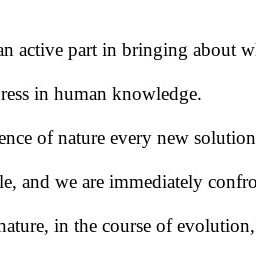 an active part in bringing about
ress in human knowledge.
ence of nature every new solution
le, and we are immediately confro
nature, in the course of evolution,